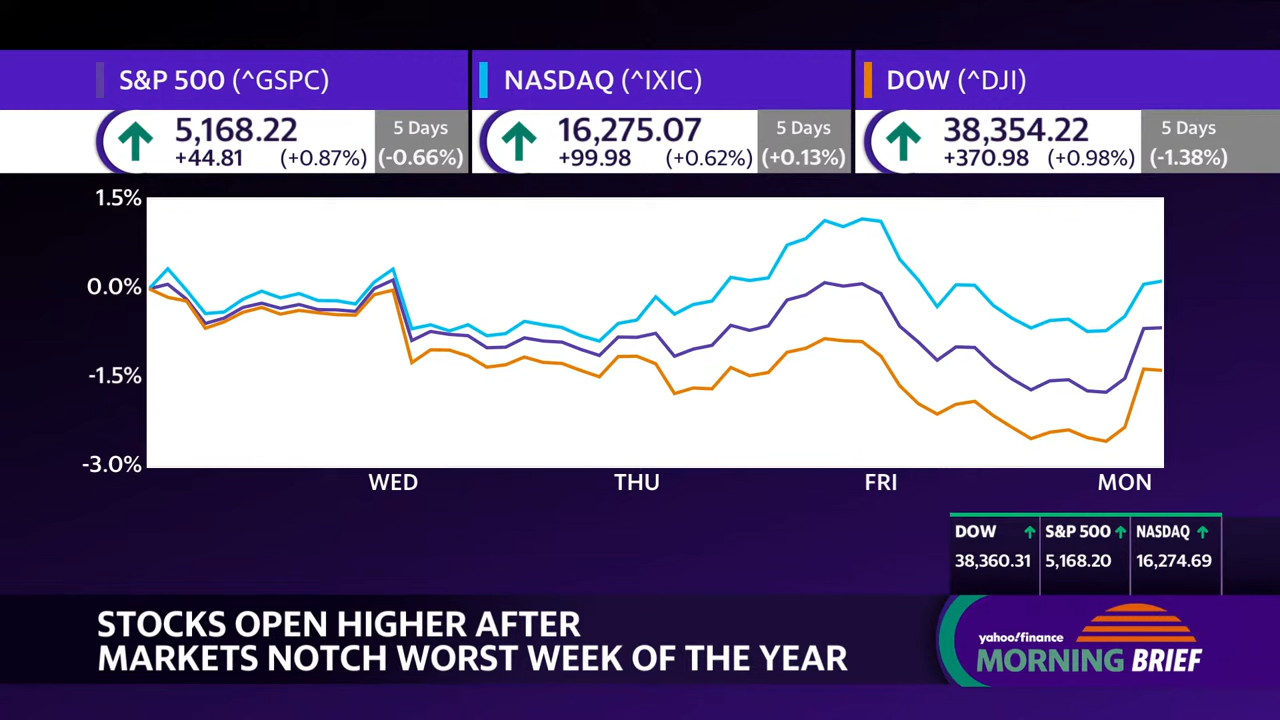 S&P 500 (^GSPC)
5,168.22
+44.81 (+0.87%)
5 Days
(-0.66%)
NASDAQ (^IXIC)
16,275.07
+99.98 (+0.62%)
5 Days
(+0.13%)
DOW (^DJI)
38,354.22
+370.98 (+0.98%)
5 Days
(-1.38%)
1.5%
0.0%
-1.5%
-3.0%
WED THU FRI MON
DOW S&P 500 NASDAQ
38,360.31 5,168.20 16,274.69
STOCKS OPEN HIGHER AFTER
MARKETS NOTCH WORST WEEK OF THE YEAR
yahoo!finance
MORNING BRIEF